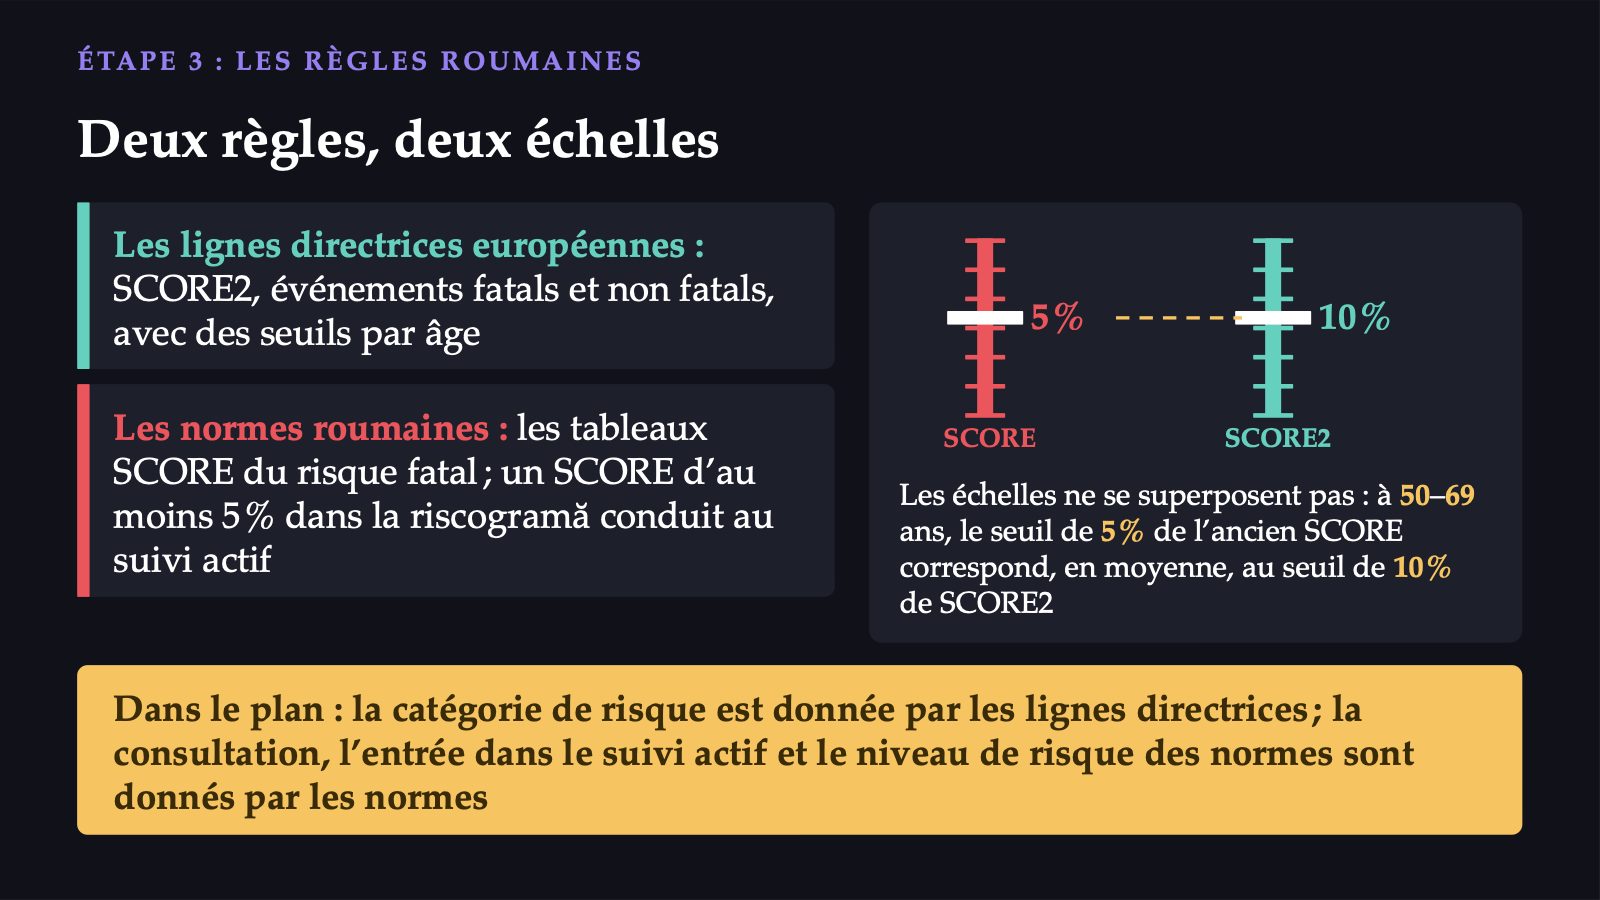 ÉTAPE 3 : LES RÈGLES ROUMAINES
Deux règles, deux échelles
Les lignes directrices européennes :
SCORE2, événements fatals et non fatals,
avec des seuils par âge
Les normes roumaines : les tableaux
SCORE du risque fatal ; un SCORE d’au
moins 5 % dans la riscogramă conduit au
suivi actif
5 %
10 %
SCORE
SCORE2
Les échelles ne se superposent pas : à 50–69
ans, le seuil de 5 % de l’ancien SCORE
correspond, en moyenne, au seuil de 10 %
de SCORE2
Dans le plan : la catégorie de risque est donnée par les lignes directrices ; la
consultation, l’entrée dans le suivi actif et le niveau de risque des normes sont
donnés par les normes